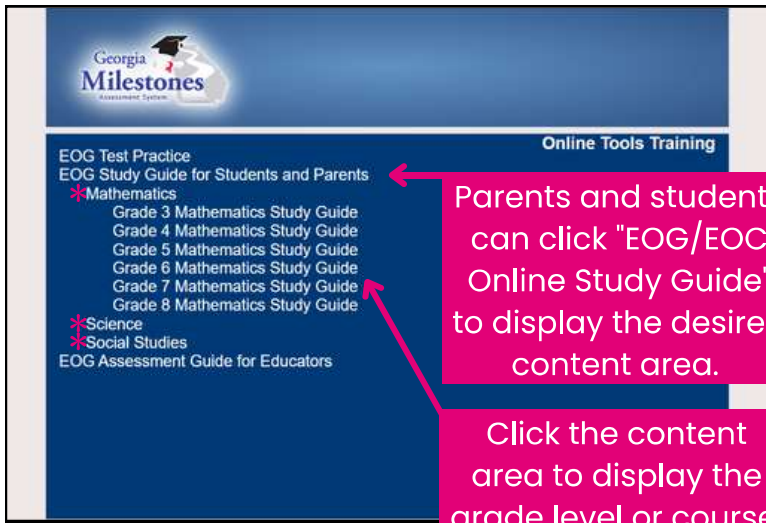 Georgia
Milestones
Assessment System
Online Tools Training
EOG Test Practice
EOG Study Guide for Students and Parents
*Mathematics
Grade 3 Mathematics Study Guide
Grade 4 Mathematics Study Guide
Grade 5 Mathematics Study Guide
Grade 6 Mathematics Study Guide
Grade 7 Mathematics Study Guide
Grade 8 Mathematics Study Guide
*Science
*Social Studies
EOG Assessment Guide for Educators
Parents and student
can click "EOG/EOC
Online Study Guide"
to display the desire
content area.
Click the content
area to display the
grade level or course